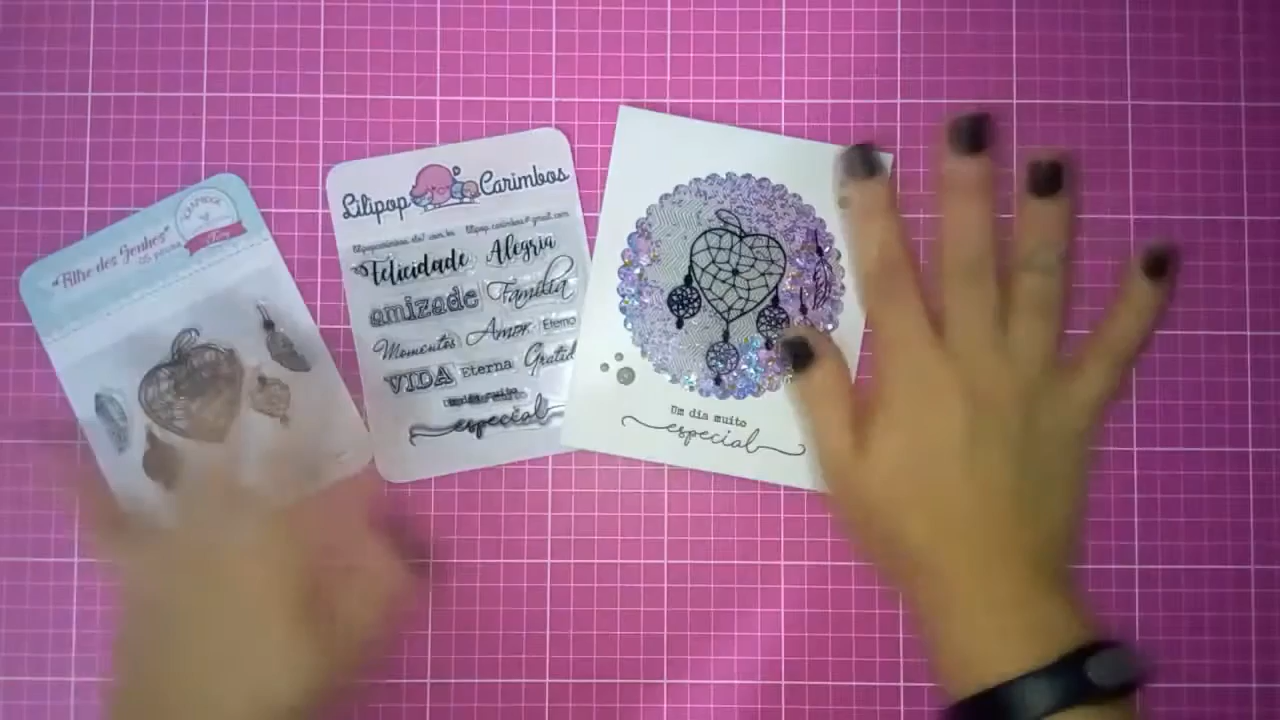 "Filho dos Sonhos"
Lilipop Carimbos
Felicidade Alegria
amizade Família
Momentos Amor Eterno
VIDA Eterna Gratid
especial
Um dia muito
especial